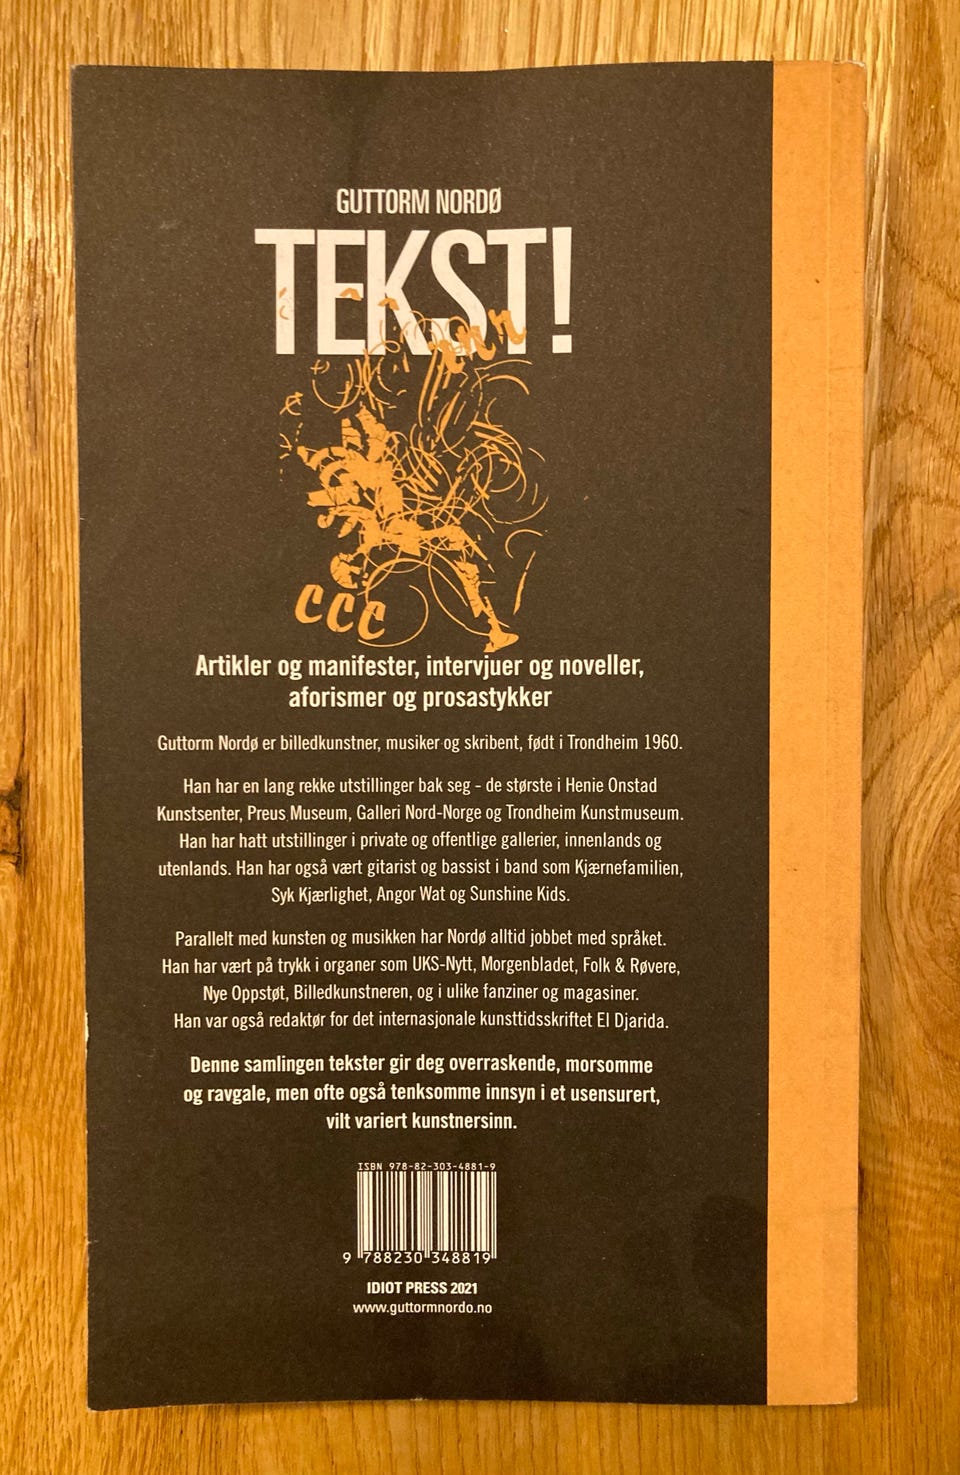 GUTTORM NORDØ
TEKST!
rrr
ccc
Artikler og manifester, intervjuer og noveller,
aforismer og prosastykker
Guttorm Nordø er billedkunstner, musiker og skribent, født i Trondheim 1960.
Han har en lang rekke utstillinger bak seg - de største i Henie Onstad
Kunstsenter, Preus Museum, Galleri Nord-Norge og Trondheim Kunstmuseum.
Han har hatt utstillinger i private og offentlige gallerier, innenlands og
utenlands. Han har også vært gitarist og bassist i band som Kjærnefamilien,
Syk Kjærlighet, Angor Wat og Sunshine Kids.
Parallelt med kunsten og musikken har Nordø alltid jobbet med språket.
Han har vært på trykk i organer som UKS-Nytt, Morgenbladet, Folk & Røvere,
Nye Oppstøt, Billedkunstneren, og i ulike fanziner og magasiner.
Han var også redaktør for det internasjonale kunsttidsskriftet El Djarida.
Denne samlingen tekster gir deg overraskende, morsomme
og ravgale, men ofte også tenksomme innsyn i et usensurert,
vilt variert kunstnersinn.
ISBN 978-82-303-4881-9
9 788230 348819
IDIOT PRESS 2021
www.guttormnordo.no